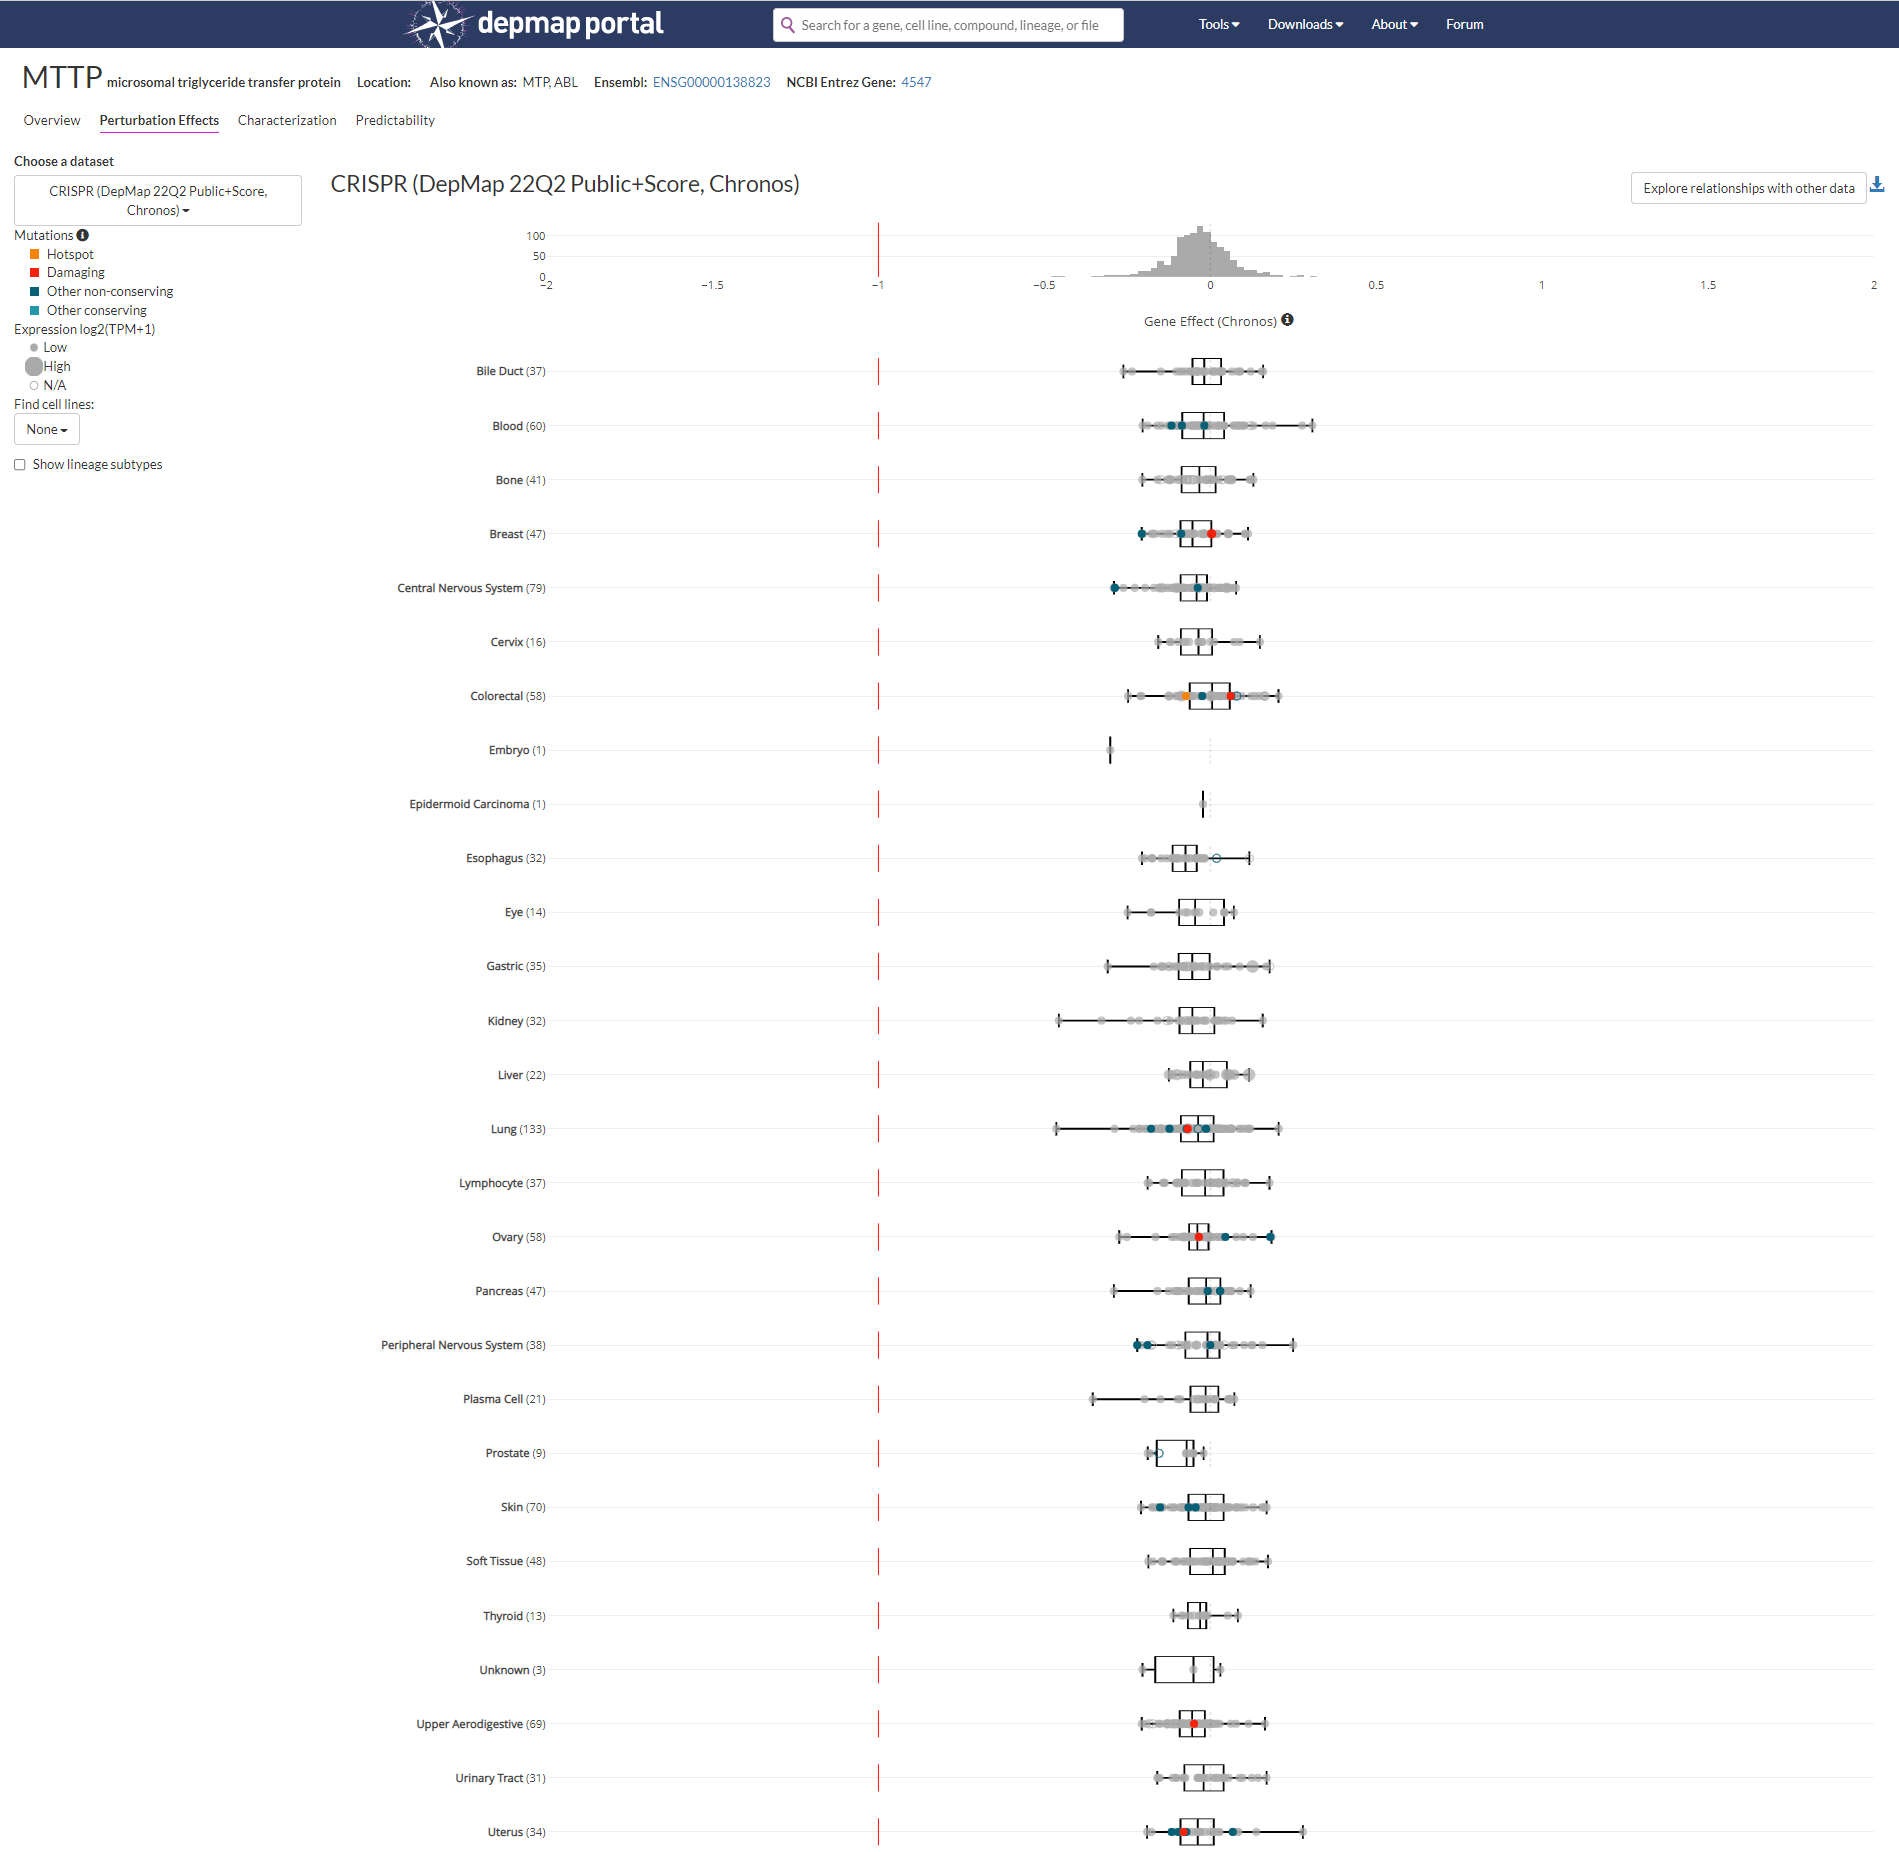 depmap portal
Search for a gene, cell line, compound, lineage, or file
Tools Downloads About Forum
MTTP microsomal triglyceride transfer protein Location: Also known as: MTP, ABL Ensembl: ENSG00000138823 NCBI Entrez Gene: 4547
Overview Perturbation Effects Characterization Predictability
Choose a dataset
CRISPR (DepMap 22Q2 Public+Score,
Chronos)
Mutations
Hotspot
Damaging
Other non-conserving
Other conserving
Expression log2(TPM+1)
Low
High
N/A
Find cell lines:
None
Show lineage subtypes
CRISPR (DepMap 22Q2 Public+Score, Chronos)
Explore relationships with other data
100
50
0
−2 −1.5 −1 −0.5 0 0.5 1 1.5 2
Gene Effect (Chronos)
Bile Duct (37)
Blood (60)
Bone (41)
Breast (47)
Central Nervous System (79)
Cervix (16)
Colorectal (58)
Embryo (1)
Epidermoid Carcinoma (1)
Esophagus (32)
Eye (14)
Gastric (35)
Kidney (32)
Liver (22)
Lung (133)
Lymphocyte (37)
Ovary (58)
Pancreas (47)
Peripheral Nervous System (38)
Plasma Cell (21)
Prostate (9)
Skin (70)
Soft Tissue (48)
Thyroid (13)
Unknown (3)
Upper Aerodigestive (69)
Urinary Tract (31)
Uterus (34)